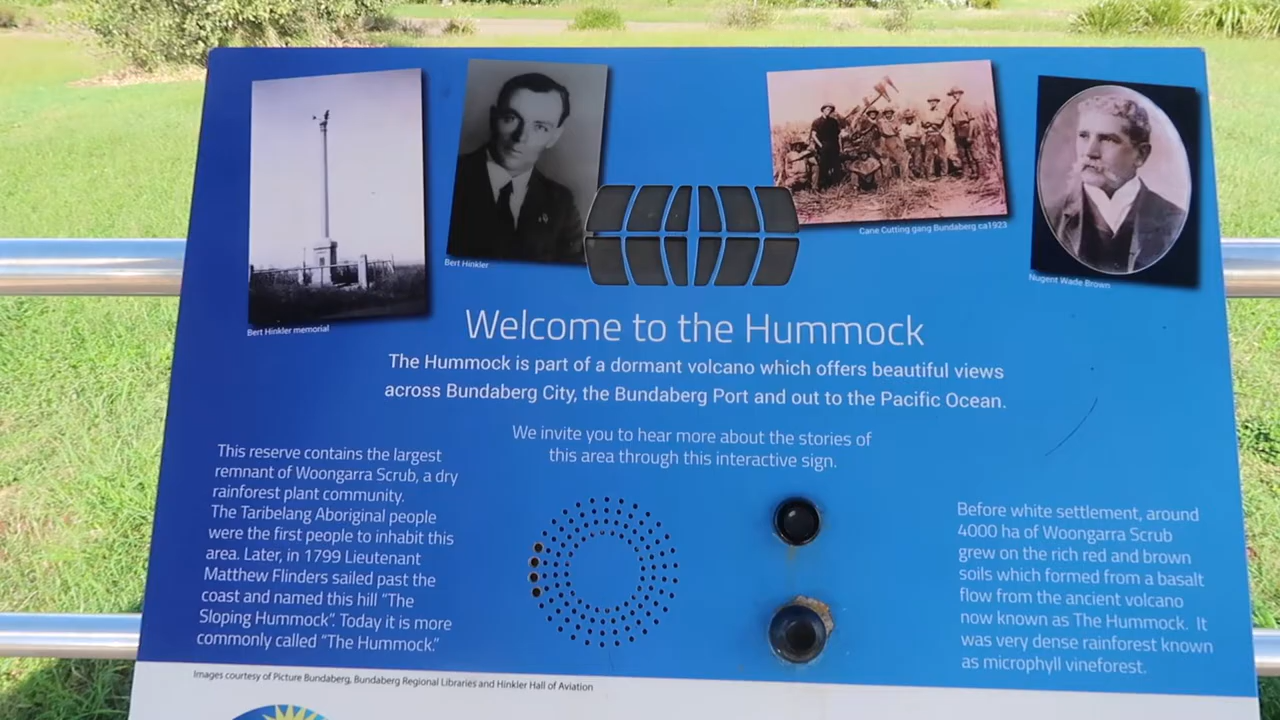 Bert Hinkler memorial
Bert Hinkler
Cane Cutting gang Bundaberg ca1923
Nugent Wade Brown
Welcome to the Hummock
The Hummock is part of a dormant volcano which offers beautiful views
across Bundaberg City, the Bundaberg Port and out to the Pacific Ocean.
We invite you to hear more about the stories of
this area through this interactive sign.
This reserve contains the largest
remnant of Woongarra Scrub, a dry
rainforest plant community.
The Taribelang Aboriginal people
were the first people to inhabit this
area. Later, in 1799 Lieutenant
Matthew Flinders sailed past the
coast and named this hill “The
Sloping Hummock”. Today it is more
commonly called “The Hummock.”
Before white settlement, around
4000 ha of Woongarra Scrub
grew on the rich red and brown
soils which formed from a basalt
flow from the ancient volcano
now known as The Hummock. It
was very dense rainforest known
as microphyll vineforest.
Images courtesy of Picture Bundaberg, Bundaberg Regional Libraries and Hinkler Hall of Aviation